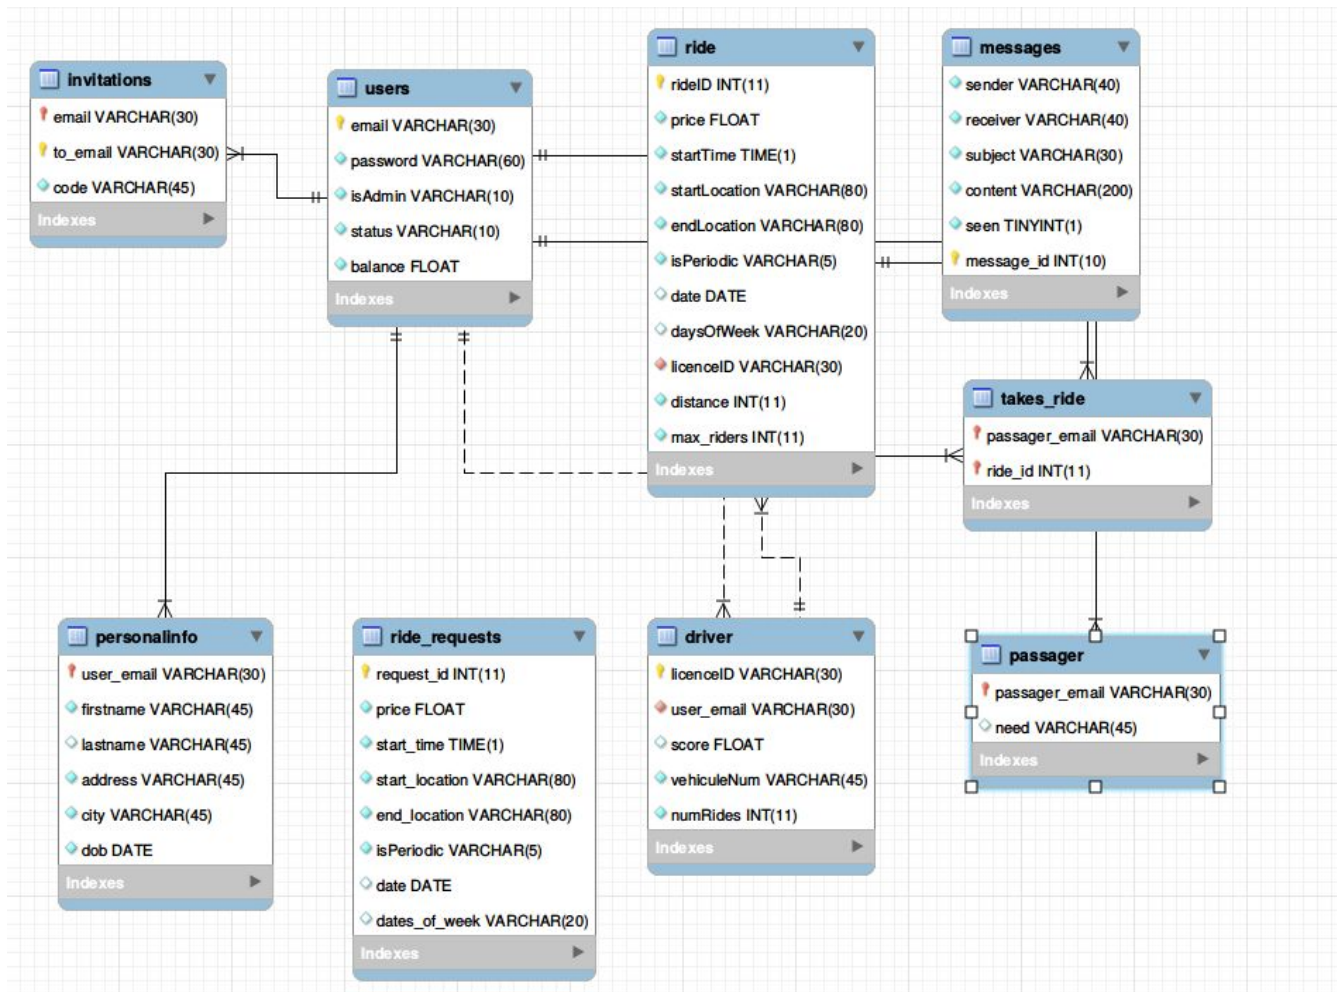 invitations
email VARCHAR(30)
to_email VARCHAR(30)
code VARCHAR(45)
Indexes
users
email VARCHAR(30)
password VARCHAR(60)
isAdmin VARCHAR(10)
status VARCHAR(10)
balance FLOAT
Indexes
ride
rideID INT(11)
price FLOAT
startTime TIME(1)
startLocation VARCHAR(80)
endLocation VARCHAR(80)
isPeriodic VARCHAR(5)
date DATE
daysOfWeek VARCHAR(20)
licenceID VARCHAR(30)
distance INT(11)
max_riders INT(11)
Indexes
messages
sender VARCHAR(40)
receiver VARCHAR(40)
subject VARCHAR(30)
content VARCHAR(200)
seen TINYINT(1)
message_id INT(10)
Indexes
takes_ride
passager_email VARCHAR(30)
ride_id INT(11)
Indexes
personalinfo
user_email VARCHAR(30)
firstname VARCHAR(45)
lastname VARCHAR(45)
address VARCHAR(45)
city VARCHAR(45)
dob DATE
Indexes
ride_requests
request_id INT(11)
price FLOAT
start_time TIME(1)
start_location VARCHAR(80)
end_location VARCHAR(80)
isPeriodic VARCHAR(5)
date DATE
dates_of_week VARCHAR(20)
Indexes
driver
licenceID VARCHAR(30)
user_email VARCHAR(30)
score FLOAT
vehiculeNum VARCHAR(45)
numRides INT(11)
Indexes
passager
passager_email VARCHAR(30)
need VARCHAR(45)
Indexes